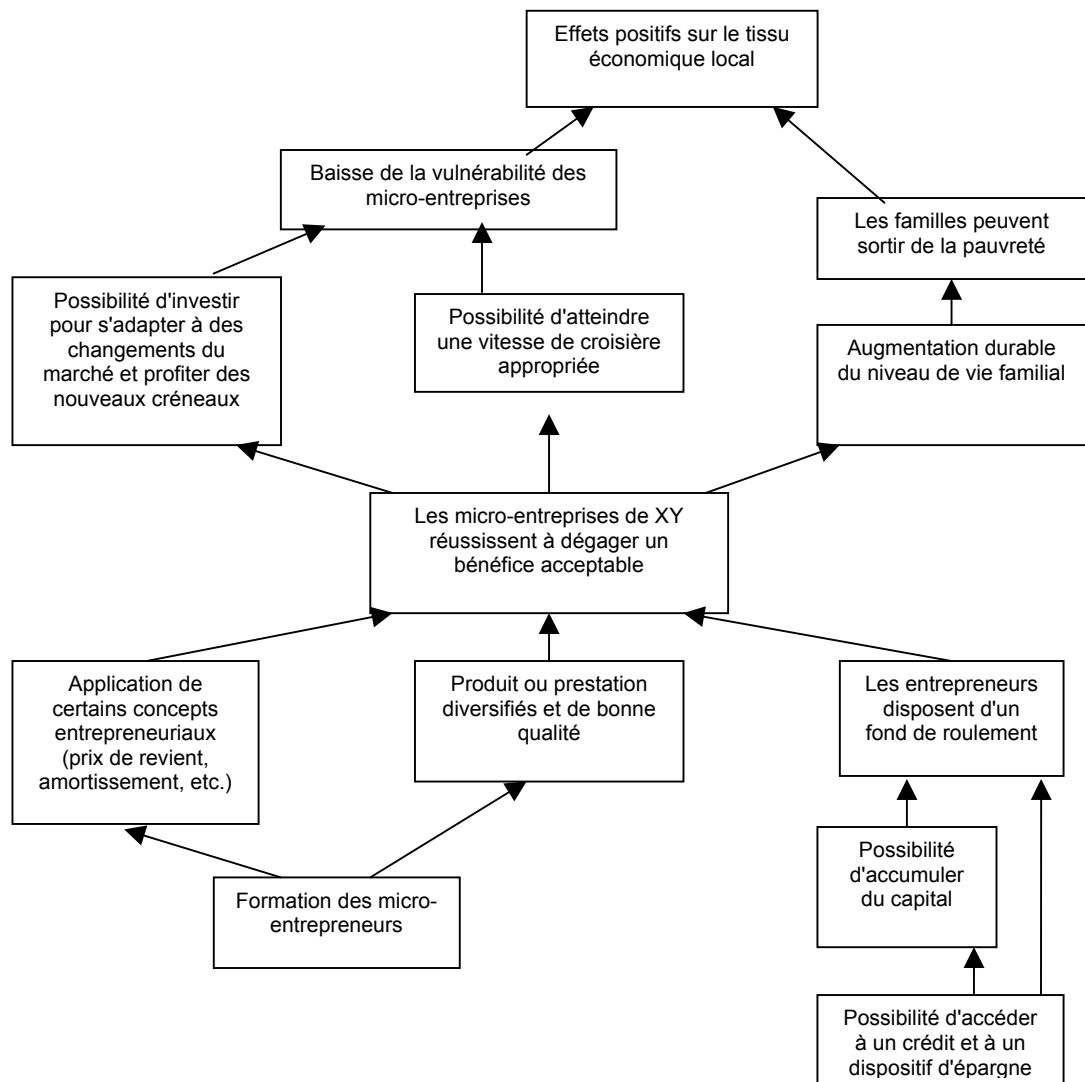 Effets positifs sur le tissu
économique local
Baisse de la vulnérabilité des
micro-entreprises
Les familles peuvent
sortir de la pauvreté
Possibilité d'investir
pour s'adapter à des
changements du
marché et profiter des
nouveaux créneaux
Possibilité d'atteindre
une vitesse de croisière
appropriée
Augmentation durable
du niveau de vie familial
Les micro-entreprises de XY
réussissent à dégager un
bénéfice acceptable
Application de
certains concepts
entrepreneuriaux
(prix de revient,
amortissement, etc.)
Produit ou prestation
diversifiés et de bonne
qualité
Les entrepreneurs
disposent d'un
fond de roulement
Possibilité
d'accumuler
du capital
Formation des micro-
entrepreneurs
Possibilité d'accéder
à un crédit et à un
dispositif d'épargne